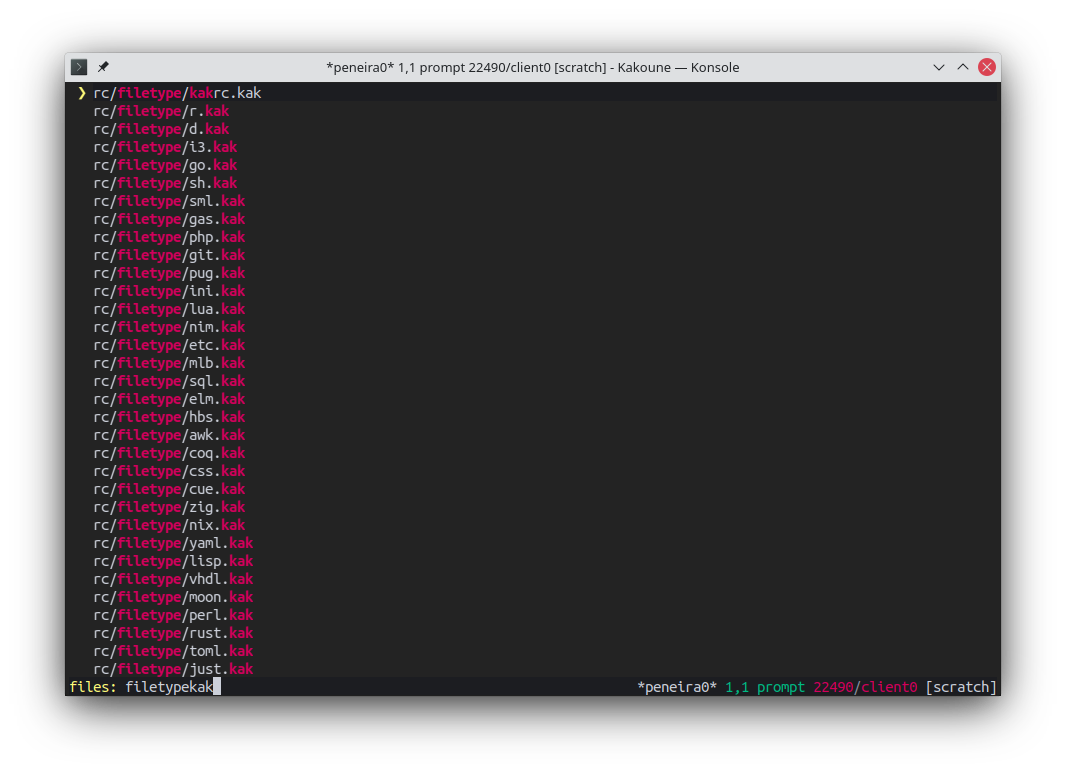 *peneira0* 1,1 prompt 22490/client0 [scratch] - Kakoune — Konsole
❯ rc/filetype/kakrc.kak
rc/filetype/r.kak
rc/filetype/d.kak
rc/filetype/i3.kak
rc/filetype/go.kak
rc/filetype/sh.kak
rc/filetype/sml.kak
rc/filetype/gas.kak
rc/filetype/php.kak
rc/filetype/git.kak
rc/filetype/pug.kak
rc/filetype/ini.kak
rc/filetype/lua.kak
rc/filetype/nim.kak
rc/filetype/etc.kak
rc/filetype/mlb.kak
rc/filetype/sql.kak
rc/filetype/elm.kak
rc/filetype/hbs.kak
rc/filetype/awk.kak
rc/filetype/coq.kak
rc/filetype/css.kak
rc/filetype/cue.kak
rc/filetype/zig.kak
rc/filetype/nix.kak
rc/filetype/yaml.kak
rc/filetype/lisp.kak
rc/filetype/vhdl.kak
rc/filetype/moon.kak
rc/filetype/perl.kak
rc/filetype/rust.kak
rc/filetype/toml.kak
rc/filetype/just.kak
files: filetypekak *peneira0* 1,1 prompt 22490/client0 [scratch]